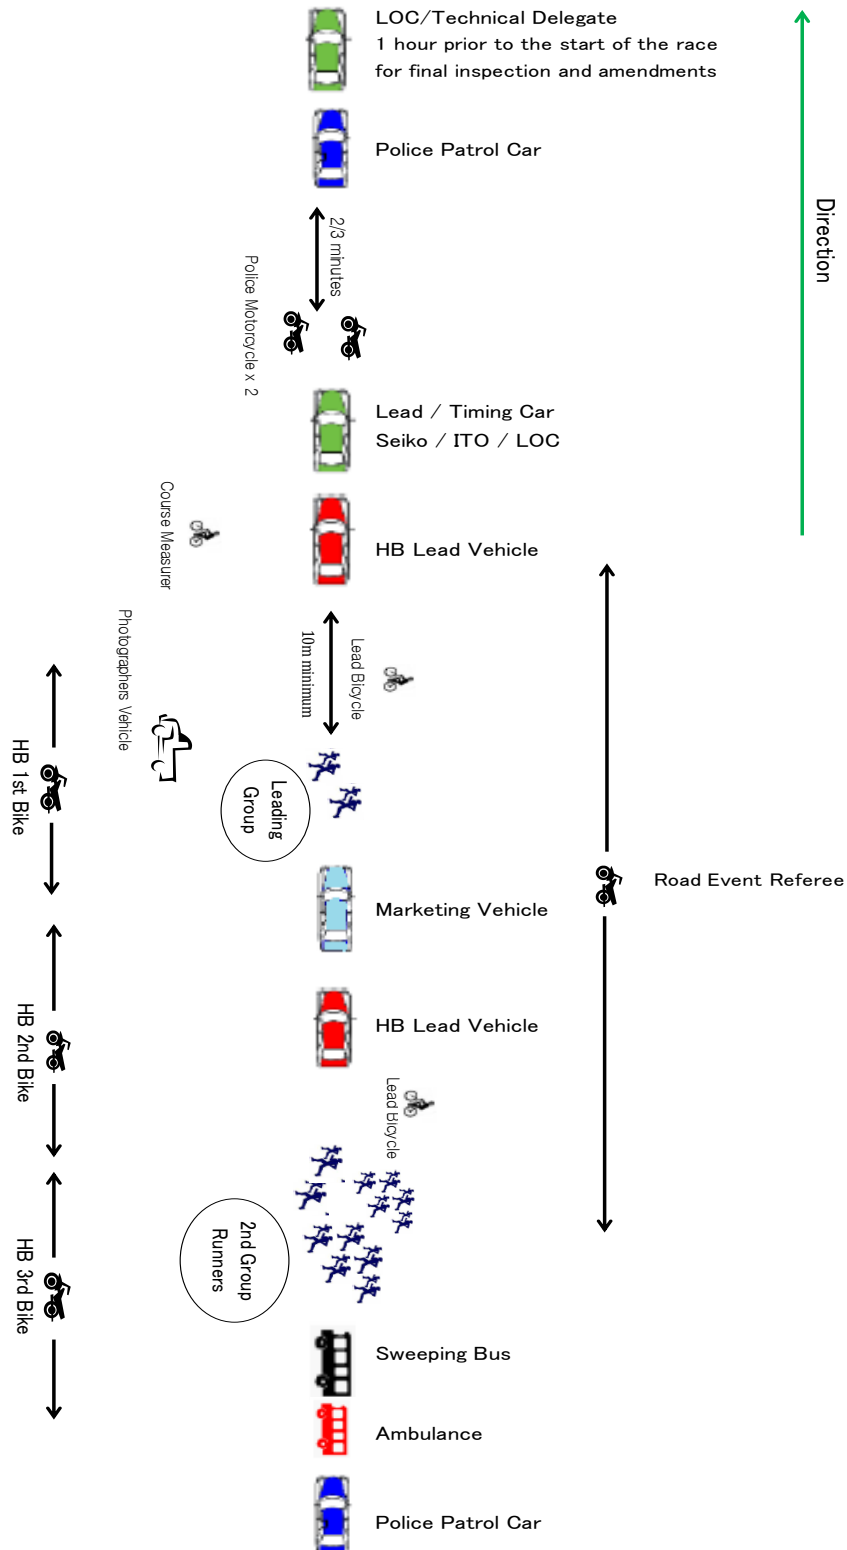 LOC/Technical Delegate
1 hour prior to the start of the race
for final inspection and amendments
Police Patrol Car
Direction
2/3 minutes
Police Motorcycle x 2
Lead / Timing Car
Seiko / ITO / LOC
Course Measurer
HB Lead Vehicle
Photographers Vehicle
10m minimum
Lead Bicycle
HB 1st Bike
Leading
Group
Marketing Vehicle
Road Event Referee
HB 2nd Bike
HB Lead Vehicle
Lead Bicycle
HB 3rd Bike
2nd Group
Runners
Sweeping Bus
Ambulance
Police Patrol Car